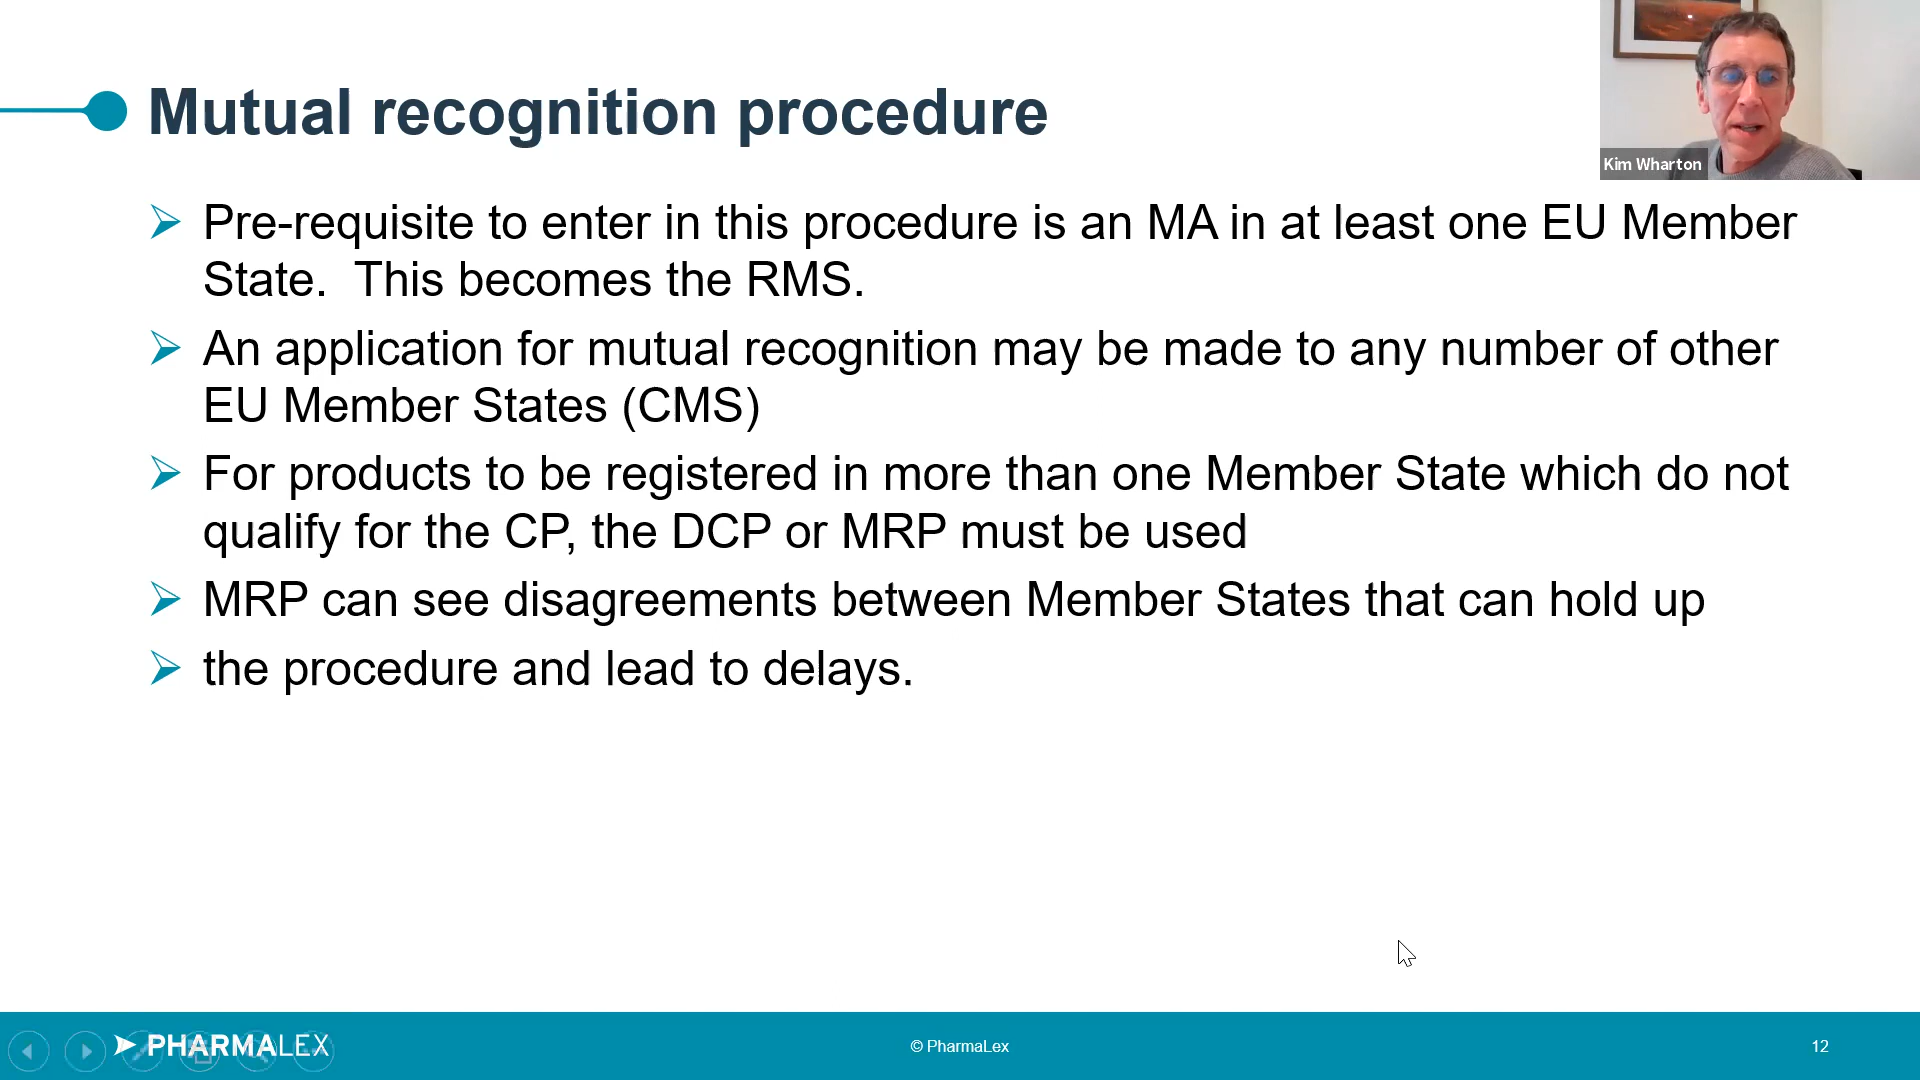 Mutual recognition procedure
Kim Wharton
Pre-requisite to enter in this procedure is an MA in at least one EU Member
State.  This becomes the RMS.
An application for mutual recognition may be made to any number of other
EU Member States (CMS)
For products to be registered in more than one Member State which do not
qualify for the CP, the DCP or MRP must be used
MRP can see disagreements between Member States that can hold up
the procedure and lead to delays.
PHARMALEX
© PharmaLex
12